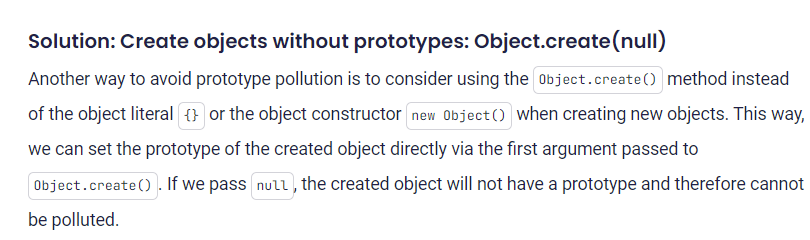 Solution: Create objects without prototypes: Object.create(null)
Another way to avoid prototype pollution is to consider using the Object.create() method instead
of the object literal {} or the object constructor new Object() when creating new objects. This way,
we can set the prototype of the created object directly via the first argument passed to
Object.create() . If we pass null , the created object will not have a prototype and therefore cannot
be polluted.